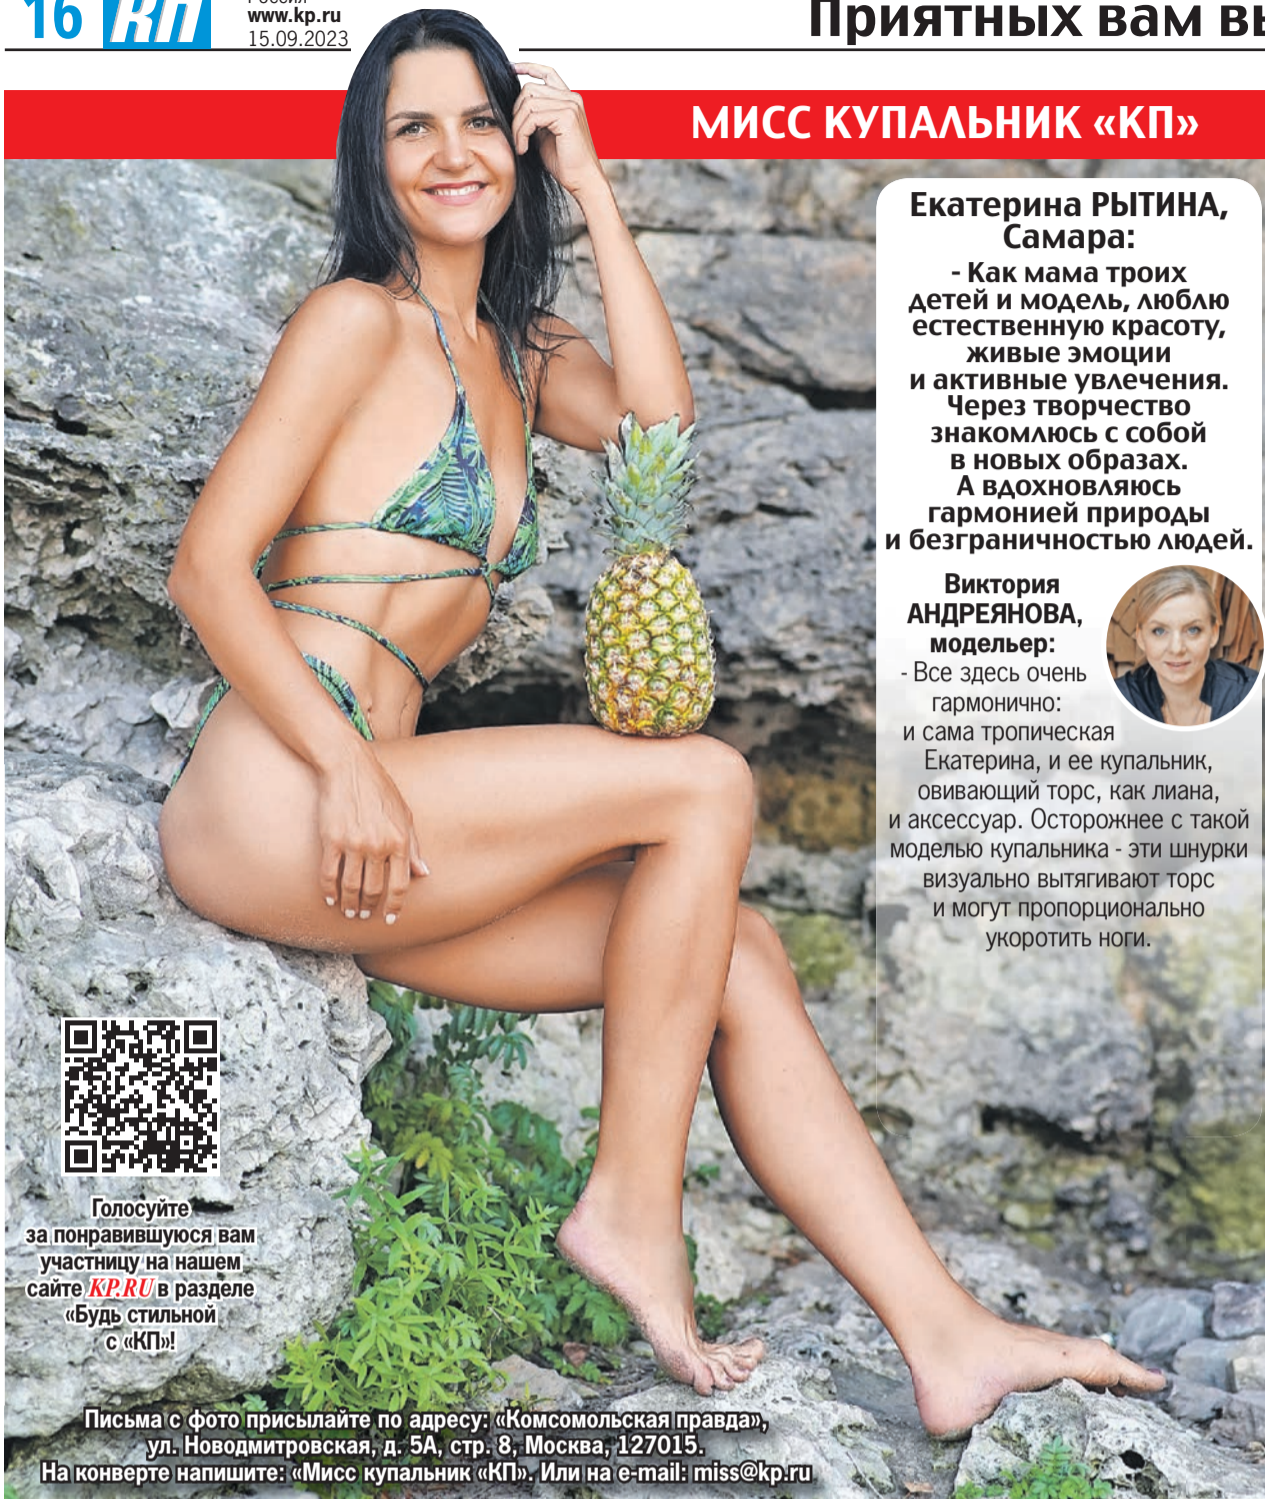 16 КП
Россия
www.kp.ru
15.09.2023
Приятных вам
МИСС КУПАЛЬНИК «КП»
Екатерина РЫТИНА,
Самара:
- Как мама троих
детей и модель, люблю
естественную красоту,
живые эмоции
и активные увлечения.
Через творчество
знакомлюсь с собой
в новых образах.
А вдохновляюсь
гармонией природы
и безграничностью людей.
Виктория
АНДРЕЯНОВА,
модельер:
- Все здесь очень
гармонично:
и сама тропическая
Екатерина, и ее купальник,
овивающий торс, как лиана,
и аксессуар. Осторожнее с такой
моделью купальника - эти шнурки
визуально вытягивают торс
и могут пропорционально
укоротить ноги.
Голосуйте
за понравившуюся вам
участницу на нашем
сайте KP.RU в разделе
«Будь стильной
с «КП»!
Письма с фото присылайте по адресу: «Комсомольская правда»,
ул. Новодмитровская, д. 5А, стр. 8, Москва, 127015.
На конверте напишите: «Мисс купальник «КП». Или на e-mail: miss@kp.ru